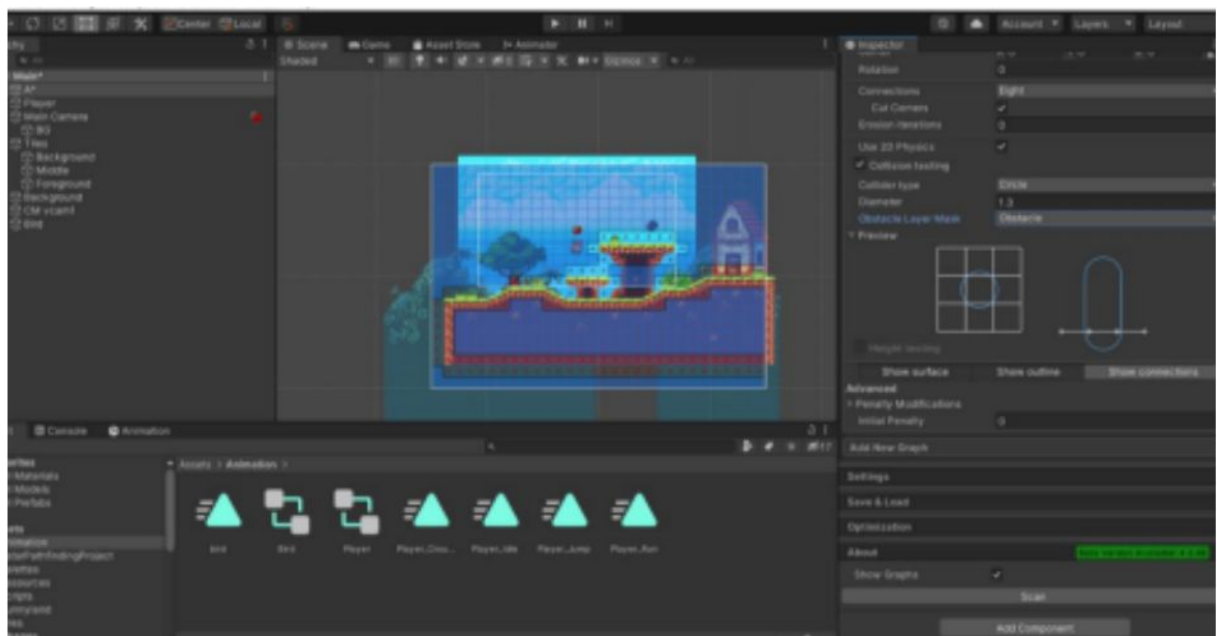 Center Local
Account Layers Layout
Scene Game Asset Store Animator
Inspector
Shaded Gizmos All
All
Main*
A*
Player
Main Camera
BG
Tiles
Background
Middle
Foreground
Background
CM vcam1
Bird
Rotation 0
Connections Eight
Cut Corners
Erosion Iterations 0
Use 2D Physics
Collision testing
Collider type Circle
Diameter 1.3
Obstacle Layer Mask Obstacle
Preview
Height testing
Show surface Show outline Show connections
Advanced
Penalty Modifications
Initial Penalty 0
Add New Graph
Settings
Save & Load
Optimization
About
Show Graphs
Scan
Add Component
Console Animation
17
Materials
Models
Prefabs
Assets > Animation >
bird Bird Player Player_Crou... Player_Idle Player_Jump Player_Run